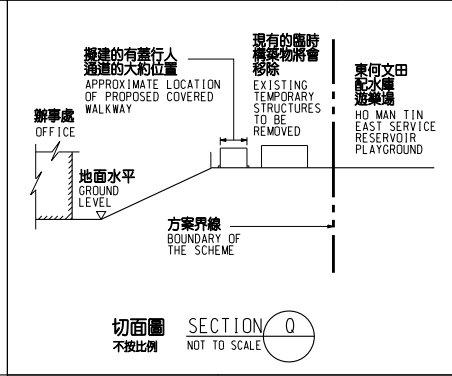 擬建的有蓋行人
通道的大約位置
APPROXIMATE LOCATION
OF PROPOSED COVERED
WALKWAY
現有的臨時
構築物將會
移除
EXISTING
TEMPORARY
STRUCTURES
TO BE
REMOVED
東何文田
配水庫
遊樂場
HO MAN TIN
EAST SERVICE
RESERVOIR
PLAYGROUND
辦事處
OFFICE
地面水平
GROUND
LEVEL
方案界線
BOUNDARY OF
THE SCHEME
切面圖 SECTION Q
不按比例 NOT TO SCALE